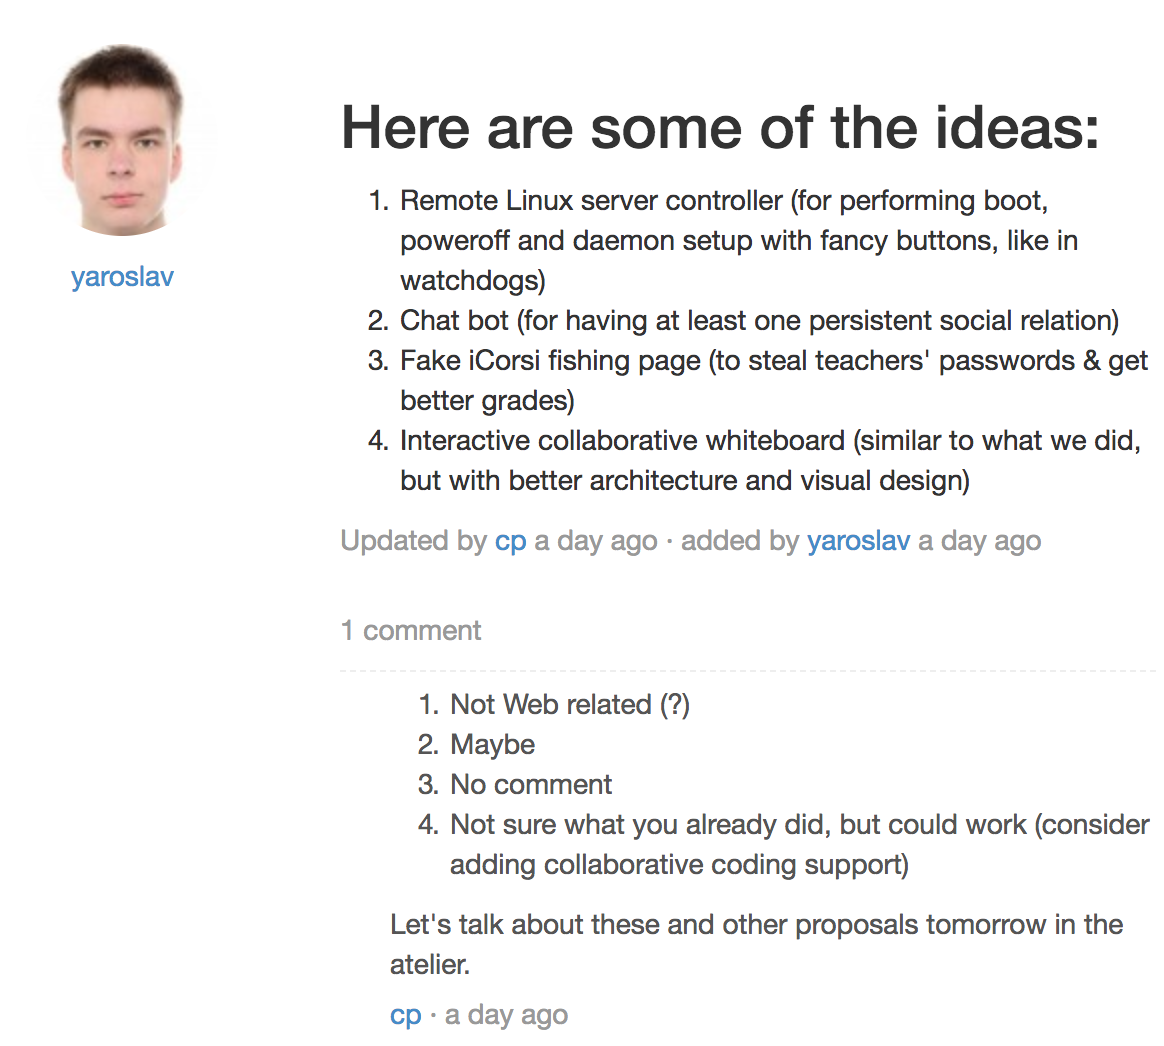 yaroslav
Here are some of the ideas:
1. Remote Linux server controller (for performing boot,
poweroff and daemon setup with fancy buttons, like in
watchdogs)
2. Chat bot (for having at least one persistent social relation)
3. Fake iCorsi fishing page (to steal teachers' passwords & get
better grades)
4. Interactive collaborative whiteboard (similar to what we did,
but with better architecture and visual design)
Updated by cp a day ago · added by yaroslav a day ago
1 comment
1. Not Web related (?)
2. Maybe
3. No comment
4. Not sure what you already did, but could work (consider
adding collaborative coding support)
Let's talk about these and other proposals tomorrow in the
atelier.
cp · a day ago